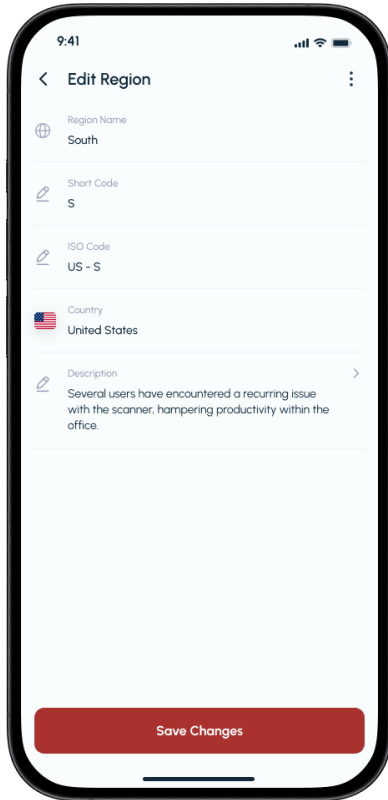 9:41
Edit Region
Region Name
South
Short Code
S
ISO Code
US - S
Country
United States
Description
Several users have encountered a recurring issue
with the scanner, hampering productivity within the
office.
Save Changes